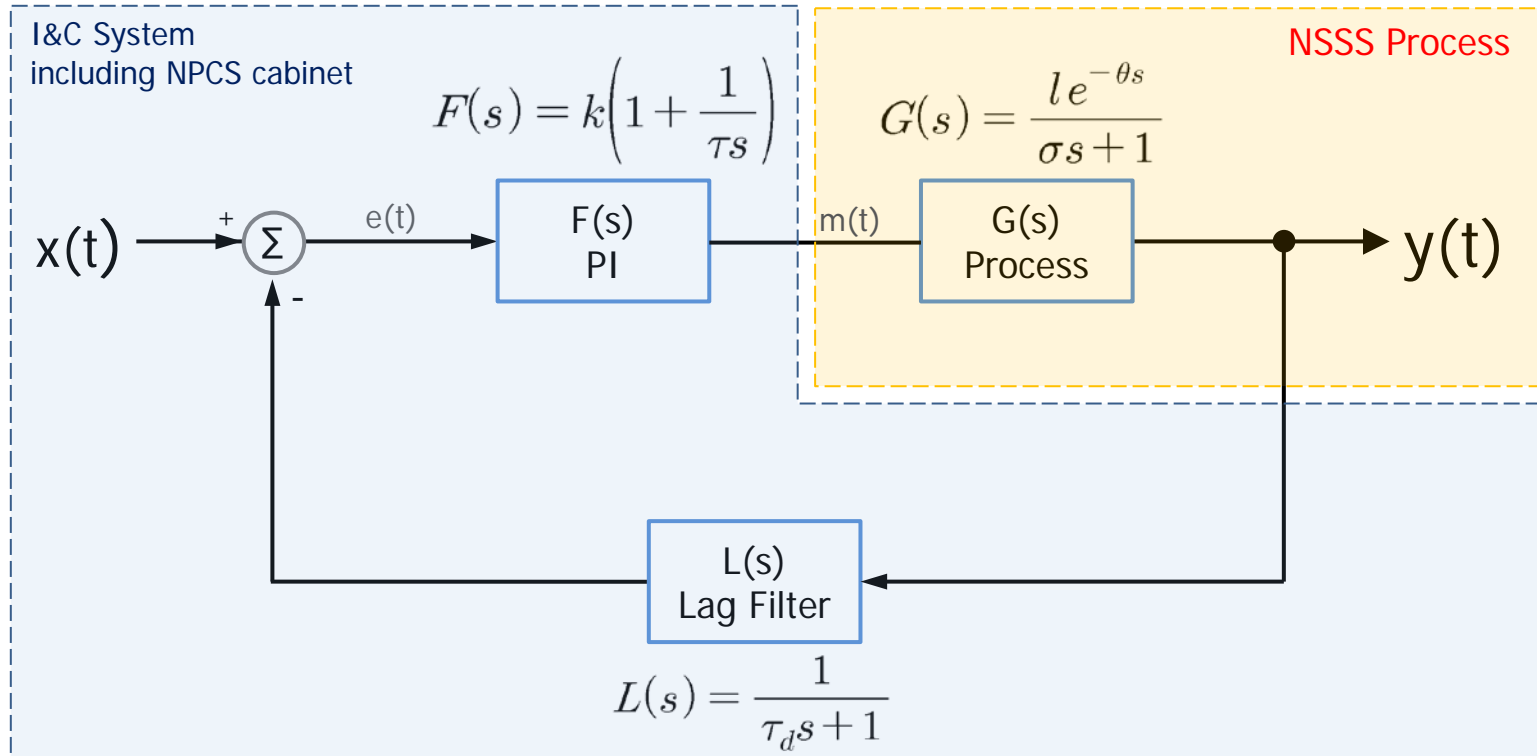 I&C System
including NPCS cabinet
NSSS Process
F(s) = k(1 + 1/(τs))
G(s) = l e^{-θs}/(σs + 1)
x(t)
+
Σ
-
e(t)
F(s)
PI
m(t)
G(s)
Process
y(t)
L(s)
Lag Filter
L(s) = 1/(τ_d s + 1)